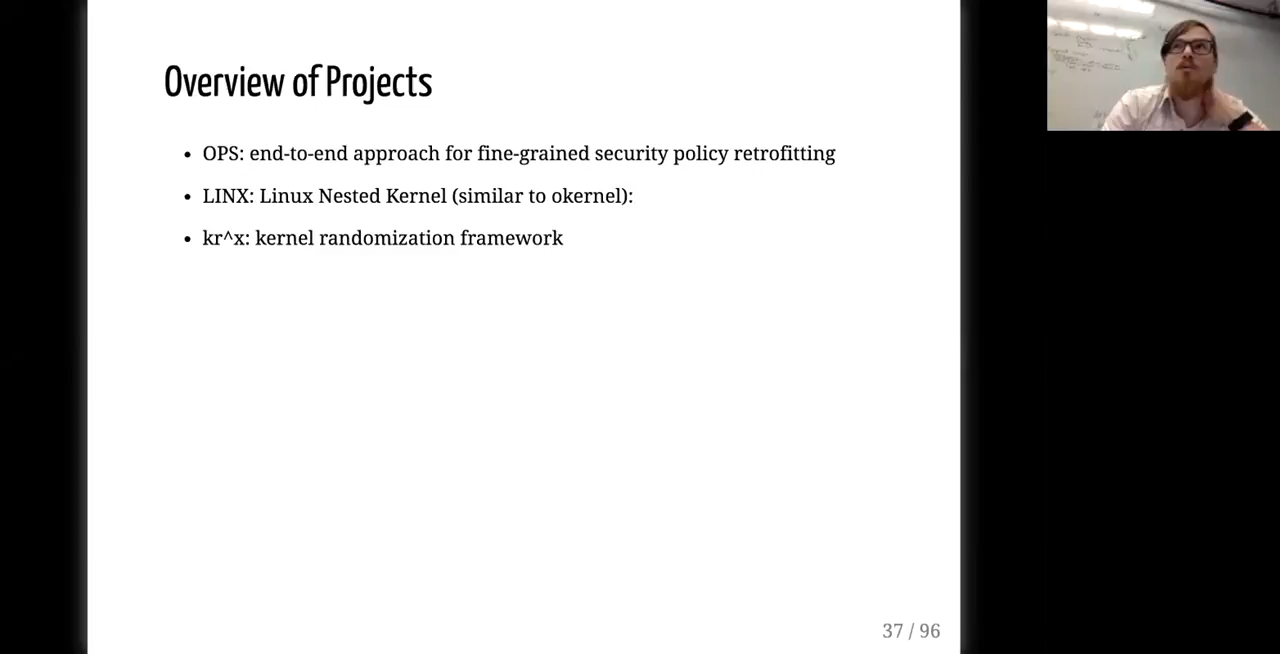 Overview of Projects
• OPS: end-to-end approach for fine-grained security policy retrofitting
• LINX: Linux Nested Kernel (similar to okernel):
• kr^x: kernel randomization framework
37 / 96